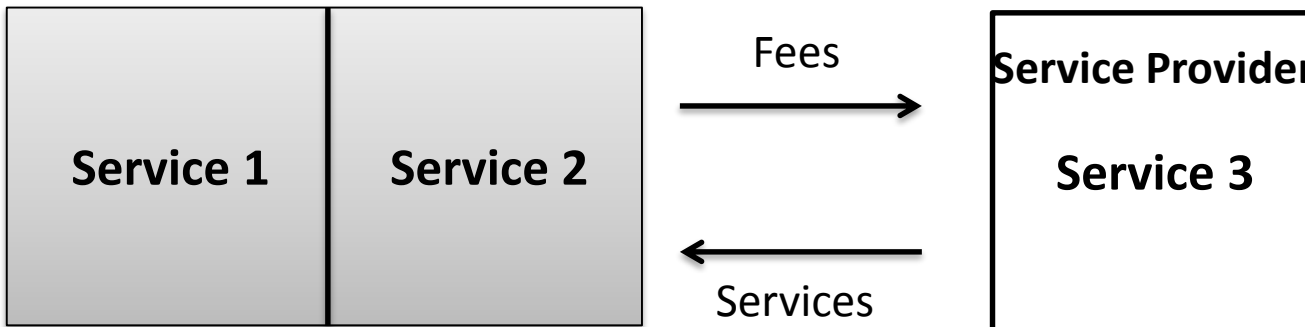 Service 1
Service 2
Fees
Services
Service Provider
Service 3